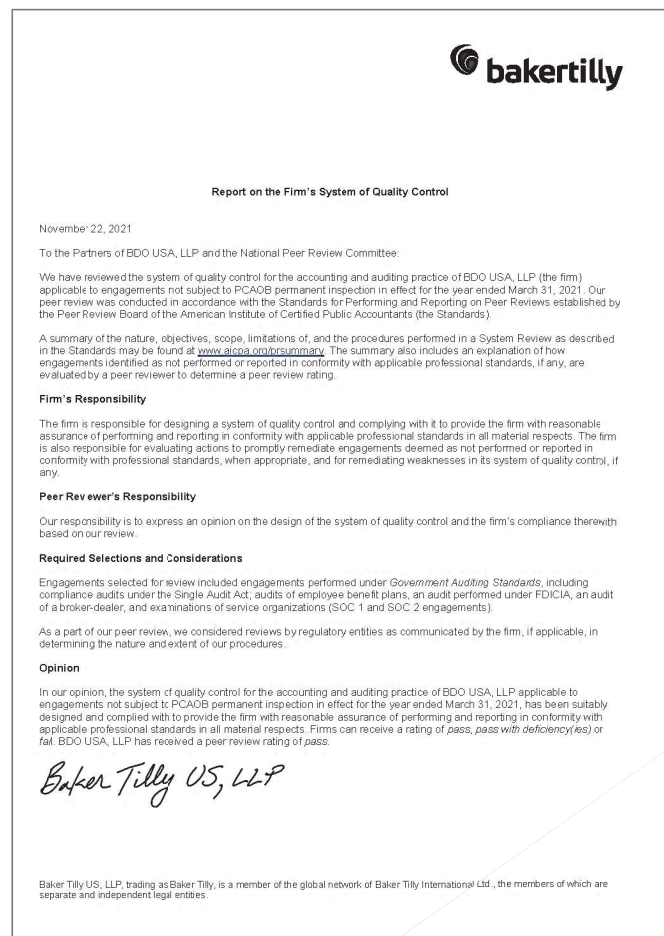 bakertilly
Report on the Firm's System of Quality Control
November 22, 2021
To the Partners of BDO USA, LLP and the National Peer Review Committee:
We have reviewed the system of quality control for the accounting and auditing practice of BDO USA, LLP (the firm)
applicable to engagements not subject to PCAOB permanent inspection in effect for the year ended March 31, 2021. Our
peer review was conducted in accordance with the Standards for Performing and Reporting on Peer Reviews established by
the Peer Review Board of the American Institute of Certified Public Accountants (the Standards).
A summary of the nature, objectives, scope, limitations of, and the procedures performed in a System Review as described
in the Standards may be found at www.aicpa.org/prsummary. The summary also includes an explanation of how
engagements identified as not performed or reported in conformity with applicable professional standards, if any, are
evaluated by a peer reviewer to determine a peer review rating.
Firm's Responsibility
The firm is responsible for designing a system of quality control and complying with it to provide the firm with reasonable
assurance of performing and reporting in conformity with applicable professional standards in all material respects. The firm
is also responsible for evaluating actions to promptly remediate engagements deemed as not performed or reported in
conformity with professional standards, when appropriate, and for remediating weaknesses in its system of quality control, if
any.
Peer Reviewer's Responsibility
Our responsibility is to express an opinion on the design of the system of quality control and the firm's compliance therewith
based on our review.
Required Selections and Considerations
Engagements selected for review included engagements performed under Government Auditing Standards, including
compliance audits under the Single Audit Act; audits of employee benefit plans, an audit performed under FDICIA, an audit
of a broker-dealer, and examinations of service organizations (SOC 1 and SOC 2 engagements).
As a part of our peer review, we considered reviews by regulatory entities as communicated by the firm, if applicable, in
determining the nature and extent of our procedures.
Opinion
In our opinion, the system of quality control for the accounting and auditing practice of BDO USA, LLP applicable to
engagements not subject to PCAOB permanent inspection in effect for the year ended March 31, 2021, has been suitably
designed and complied with to provide the firm with reasonable assurance of performing and reporting in conformity with
applicable professional standards in all material respects. Firms can receive a rating of pass, pass with deficiency(ies) or
fail. BDO USA, LLP has received a peer review rating of pass.
Baker Tilly US, LLP
Baker Tilly US, LLP, trading as Baker Tilly, is a member of the global network of Baker Tilly International Ltd., the members of which are
separate and independent legal entities.